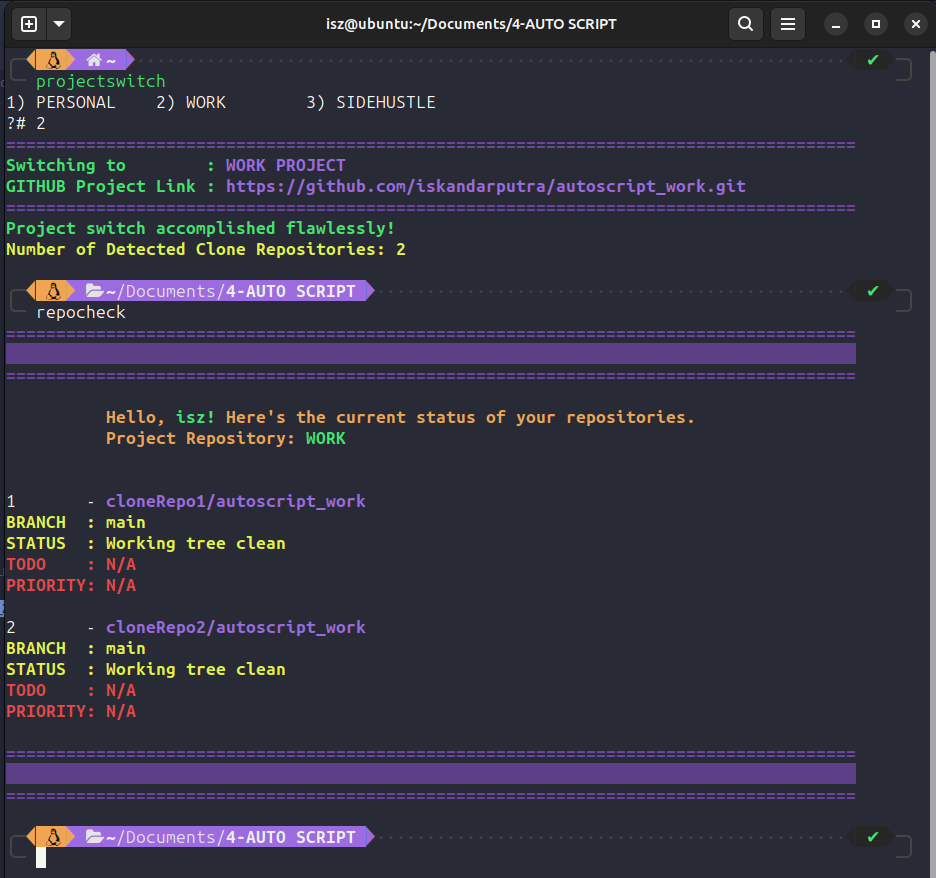 isz@ubuntu:~/Documents/4-AUTO SCRIPT
~
projectswitch
1) PERSONAL    2) WORK        3) SIDEHUSTLE
?# 2
=====================================================================================
Switching to        : WORK PROJECT
GITHUB Project Link : https://github.com/iskandarputra/autoscript_work.git
=====================================================================================
Project switch accomplished flawlessly!
Number of Detected Clone Repositories: 2
~/Documents/4-AUTO SCRIPT
repocheck
=====================================================================================
=====================================================================================
Hello, isz! Here's the current status of your repositories.
Project Repository: WORK
1       - cloneRepo1/autoscript_work
BRANCH  : main
STATUS  : Working tree clean
TODO    : N/A
PRIORITY: N/A
2       - cloneRepo2/autoscript_work
BRANCH  : main
STATUS  : Working tree clean
TODO    : N/A
PRIORITY: N/A
=====================================================================================
=====================================================================================
~/Documents/4-AUTO SCRIPT